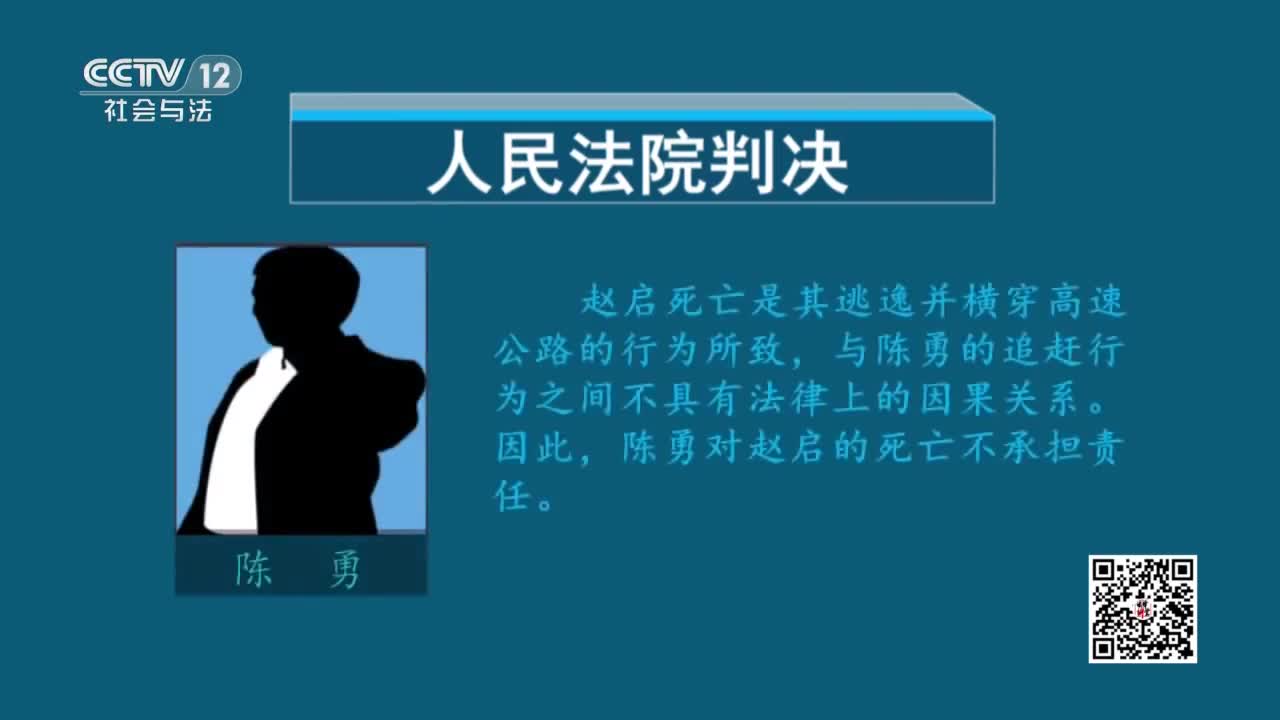 CCTV 12
社会与法
人民法院判决
赵启死亡是其逃逸并横穿高速
公路的行为所致，与陈勇的追赶行
为之间不具有法律上的因果关系。
因此，陈勇对赵启的死亡不承担责
任。
陈 勇